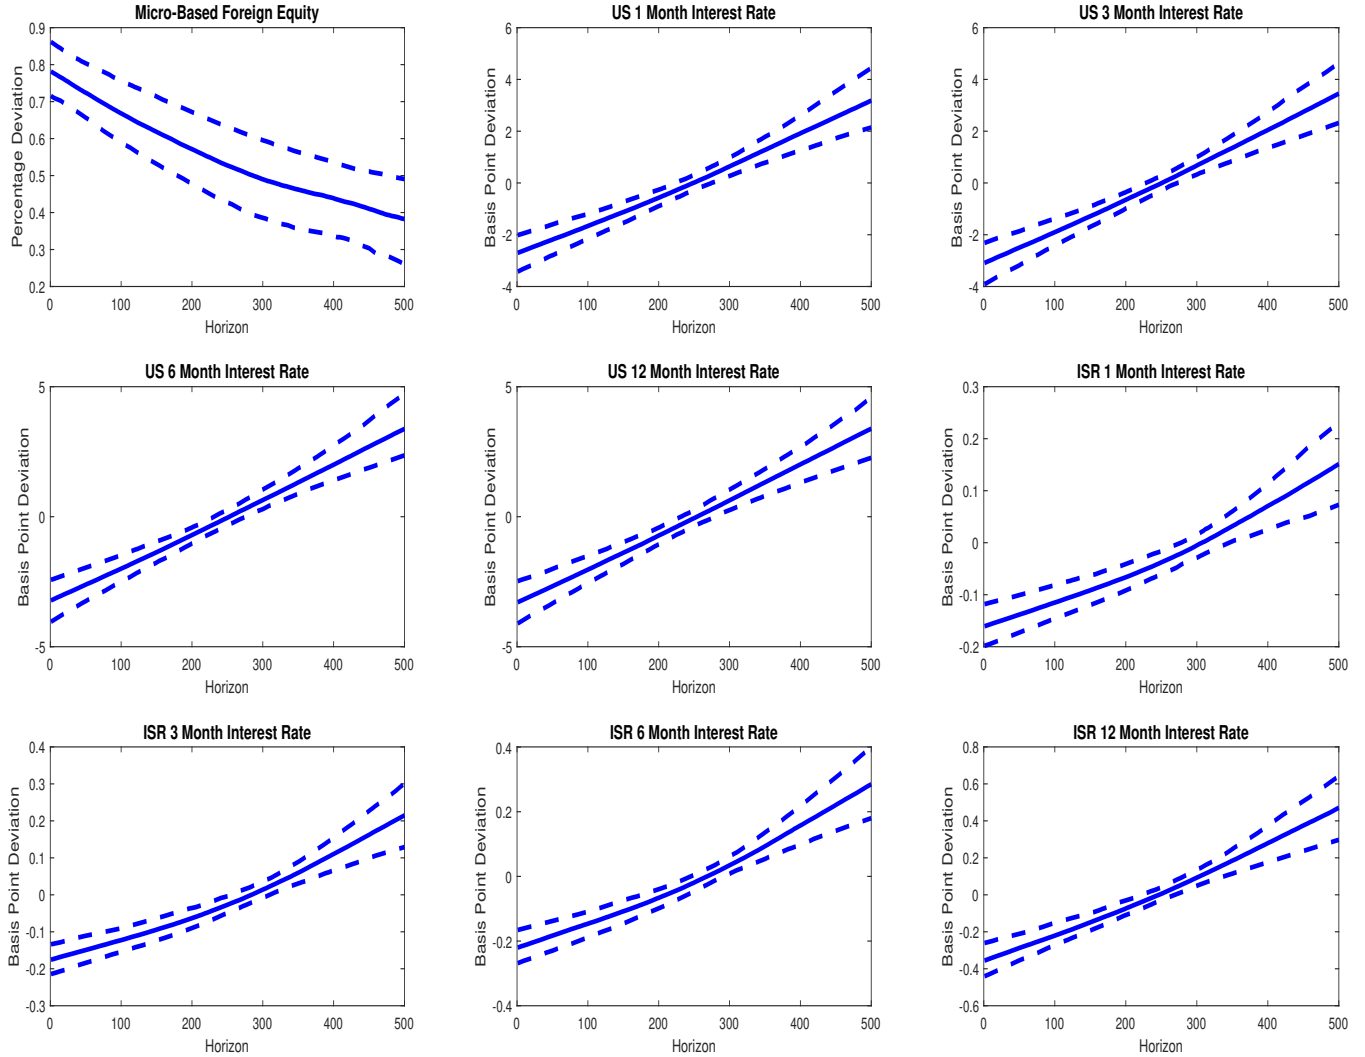 Micro-Based Foreign Equity
Percentage Deviation
0.9
0.8
0.7
0.6
0.5
0.4
0.3
0.2
0 100 200 300 400 500
Horizon
US 1 Month Interest Rate
Basis Point Deviation
6
4
2
0
-2
-4
0 100 200 300 400 500
Horizon
US 3 Month Interest Rate
Basis Point Deviation
6
4
2
0
-2
-4
0 100 200 300 400 500
Horizon
US 6 Month Interest Rate
Basis Point Deviation
5
0
-5
0 100 200 300 400 500
Horizon
US 12 Month Interest Rate
Basis Point Deviation
5
0
-5
0 100 200 300 400 500
Horizon
ISR 1 Month Interest Rate
Basis Point Deviation
0.3
0.2
0.1
0
-0.1
-0.2
0 100 200 300 400 500
Horizon
ISR 3 Month Interest Rate
Basis Point Deviation
0.4
0.3
0.2
0.1
0
-0.1
-0.2
-0.3
0 100 200 300 400 500
Horizon
ISR 6 Month Interest Rate
Basis Point Deviation
0.4
0.2
0
-0.2
-0.4
0 100 200 300 400 500
Horizon
ISR 12 Month Interest Rate
Basis Point Deviation
0.8
0.6
0.4
0.2
0
-0.2
-0.4
-0.6
0 100 200 300 400 500
Horizon